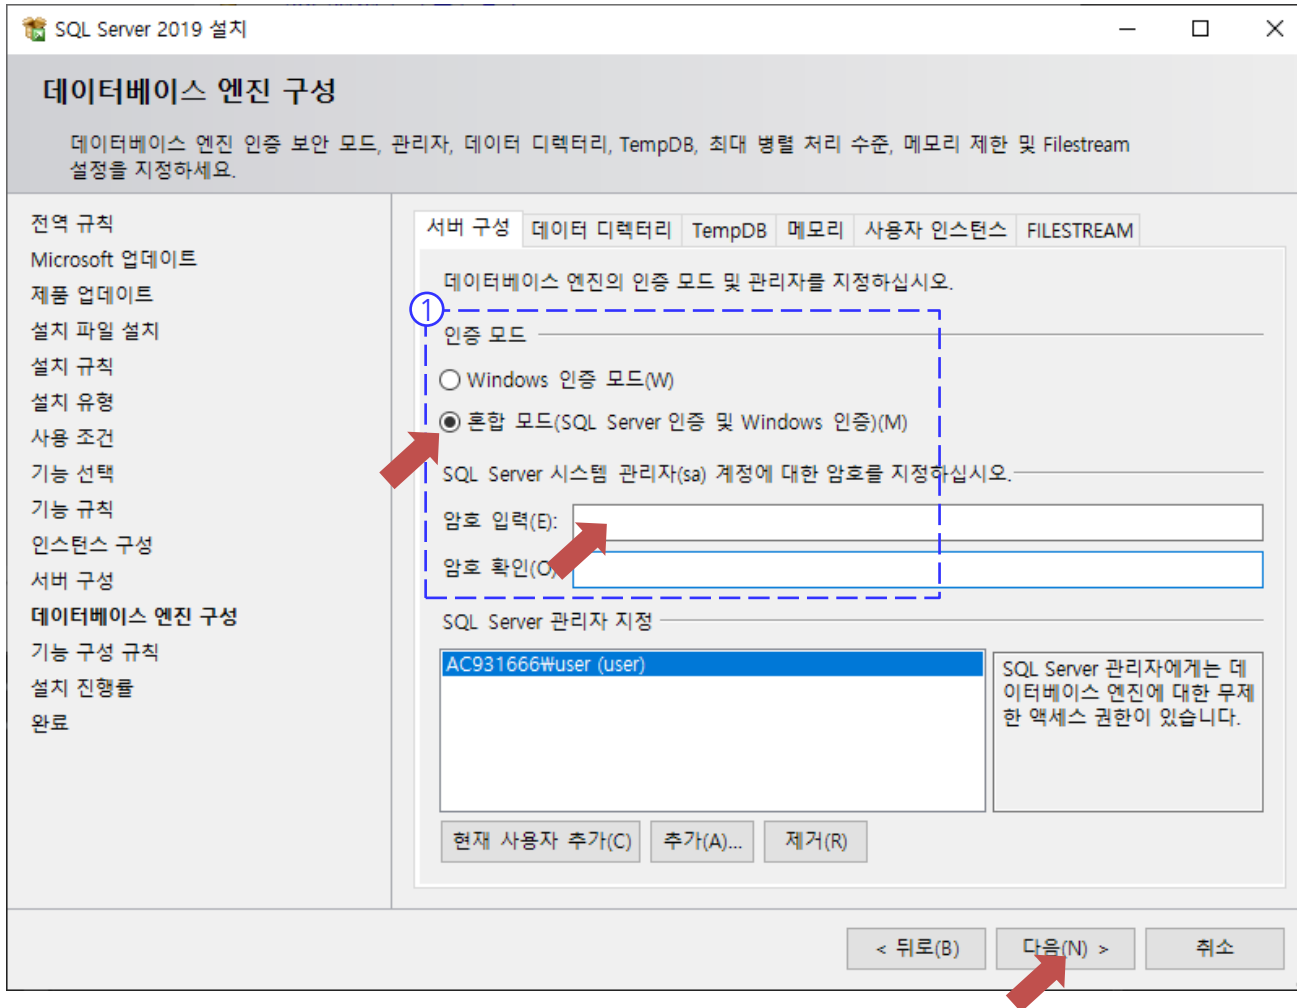 SQL Server 2019 설치
데이터베이스 엔진 구성
데이터베이스 엔진 인증 보안 모드, 관리자, 데이터 디렉터리, TempDB, 최대 병렬 처리 수준, 메모리 제한 및 Filestream
설정을 지정하세요.
전역 규칙
Microsoft 업데이트
제품 업데이트
설치 파일 설치
설치 규칙
설치 유형
사용 조건
기능 선택
기능 규칙
인스턴스 구성
서버 구성
데이터베이스 엔진 구성
기능 구성 규칙
설치 진행률
완료
서버 구성 데이터 디렉터리 TempDB 메모리 사용자 인스턴스 FILESTREAM
데이터베이스 엔진의 인증 모드 및 관리자를 지정하십시오.
1
인증 모드
Windows 인증 모드(W)
혼합 모드(SQL Server 인증 및 Windows 인증)(M)
SQL Server 시스템 관리자(sa) 계정에 대한 암호를 지정하십시오.
암호 입력(E):
암호 확인(O)
SQL Server 관리자 지정
AC931666₩user (user)
SQL Server 관리자에게는 데
이터베이스 엔진에 대한 무제
한 액세스 권한이 있습니다.
현재 사용자 추가(C) 추가(A)... 제거(R)
< 뒤로(B) 다음(N) > 취소